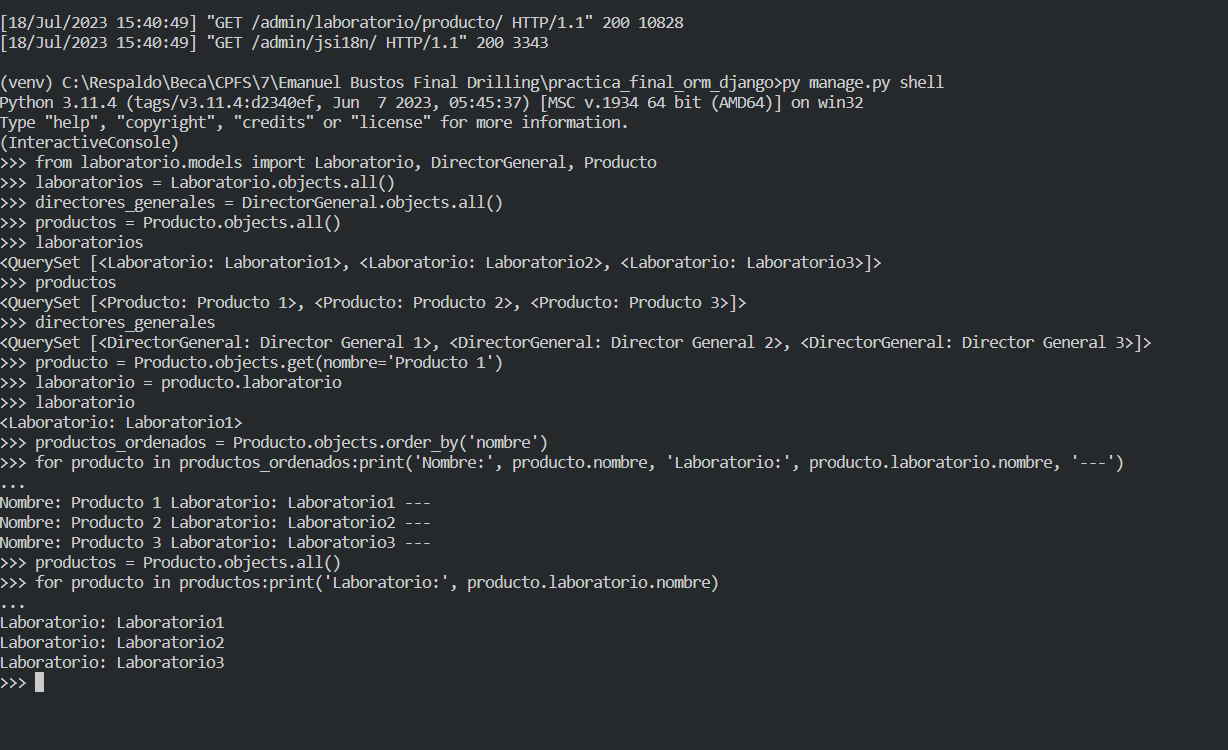 [18/Jul/2023 15:40:49] "GET /admin/laboratorio/producto/ HTTP/1.1" 200 10828
[18/Jul/2023 15:40:49] "GET /admin/jsi18n/ HTTP/1.1" 200 3343
(venv) C:\Respaldo\Beca\CPFS\7\Emanuel Bustos Final Drilling\practica_final_orm_django>py manage.py shell
Python 3.11.4 (tags/v3.11.4:d2340ef, Jun  7 2023, 05:45:37) [MSC v.1934 64 bit (AMD64)] on win32
Type "help", "copyright", "credits" or "license" for more information.
(InteractiveConsole)
>>> from laboratorio.models import Laboratorio, DirectorGeneral, Producto
>>> laboratorios = Laboratorio.objects.all()
>>> directores_generales = DirectorGeneral.objects.all()
>>> productos = Producto.objects.all()
>>> laboratorios
<QuerySet [<Laboratorio: Laboratorio1>, <Laboratorio: Laboratorio2>, <Laboratorio: Laboratorio3>]>
>>> productos
<QuerySet [<Producto: Producto 1>, <Producto: Producto 2>, <Producto: Producto 3>]>
>>> directores_generales
<QuerySet [<DirectorGeneral: Director General 1>, <DirectorGeneral: Director General 2>, <DirectorGeneral: Director General 3>]>
>>> producto = Producto.objects.get(nombre='Producto 1')
>>> laboratorio = producto.laboratorio
>>> laboratorio
<Laboratorio: Laboratorio1>
>>> productos_ordenados = Producto.objects.order_by('nombre')
>>> for producto in productos_ordenados:print('Nombre:', producto.nombre, 'Laboratorio:', producto.laboratorio.nombre, '---')
...
Nombre: Producto 1 Laboratorio: Laboratorio1 ---
Nombre: Producto 2 Laboratorio: Laboratorio2 ---
Nombre: Producto 3 Laboratorio: Laboratorio3 ---
>>> productos = Producto.objects.all()
>>> for producto in productos:print('Laboratorio:', producto.laboratorio.nombre)
...
Laboratorio: Laboratorio1
Laboratorio: Laboratorio2
Laboratorio: Laboratorio3
>>>